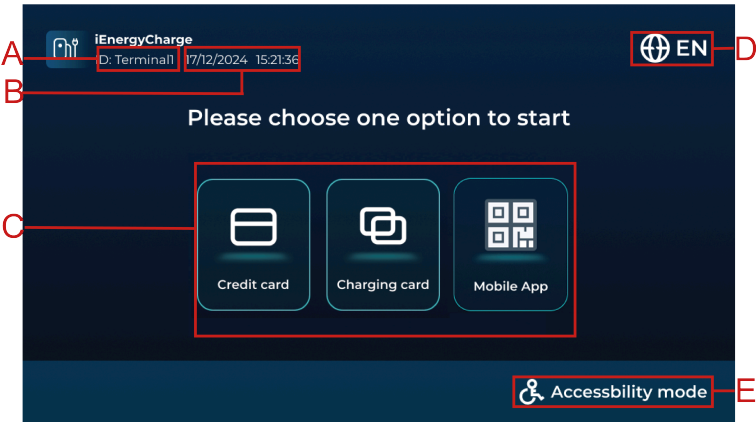 iEnergyCharge
A ID: Terminal1 17/12/2024 15:21:36
EN D
B
Please choose one option to start
C
Credit card Charging card Mobile App
Accessbility mode E